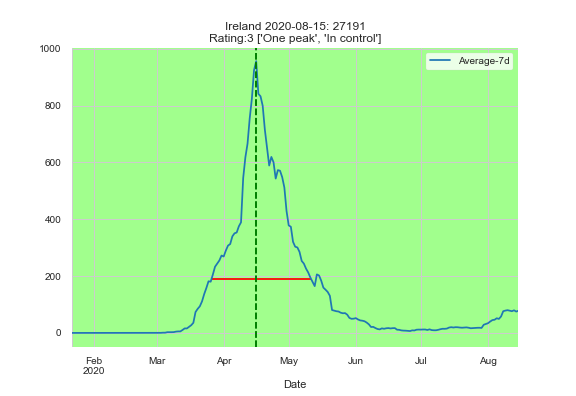 Ireland 2020-08-15: 27191
Rating:3 ['One peak', 'In control']
Average-7d
1000
800
600
400
200
0
Feb
2020
Mar
Apr
May
Jun
Jul
Aug
Date